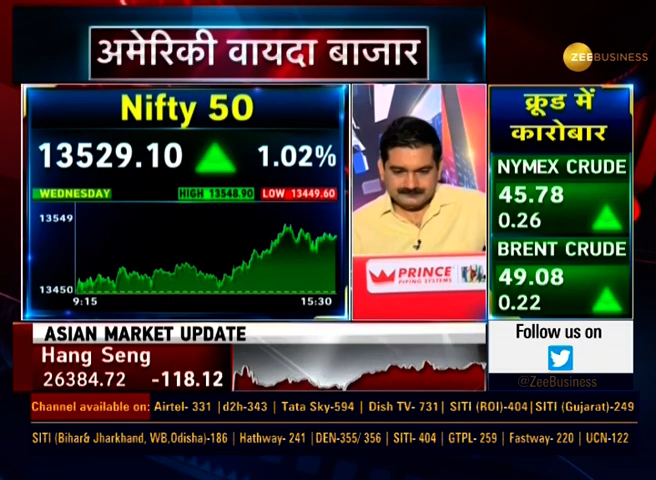 अमेरिकी वायदा बाजार
ZEEBUSINESS
Nifty 50
13529.10 1.02%
WEDNESDAY HIGH 13548.90 LOW 13449.60
13549
13450
9:15 15:30
PRINCE
PIPING SYSTEMS
क्रूड में
कारोबार
NYMEX CRUDE
45.78
0.26
BRENT CRUDE
49.08
0.22
ASIAN MARKET UPDATE
Hang Seng
26384.72 -118.12
Follow us on
@ZeeBusiness
Channel available on: Airtel- 331 | d2h-343 | Tata Sky-594 | Dish TV- 731| SITI (ROI)-404| SITI (Gujarat)-249
SITI (Bihar& Jharkhand, WB,Odisha)-186 | Hathway- 241 |DEN-355/ 356 | SITI- 404 | GTPL- 259 | Fastway- 220 | UCN-122